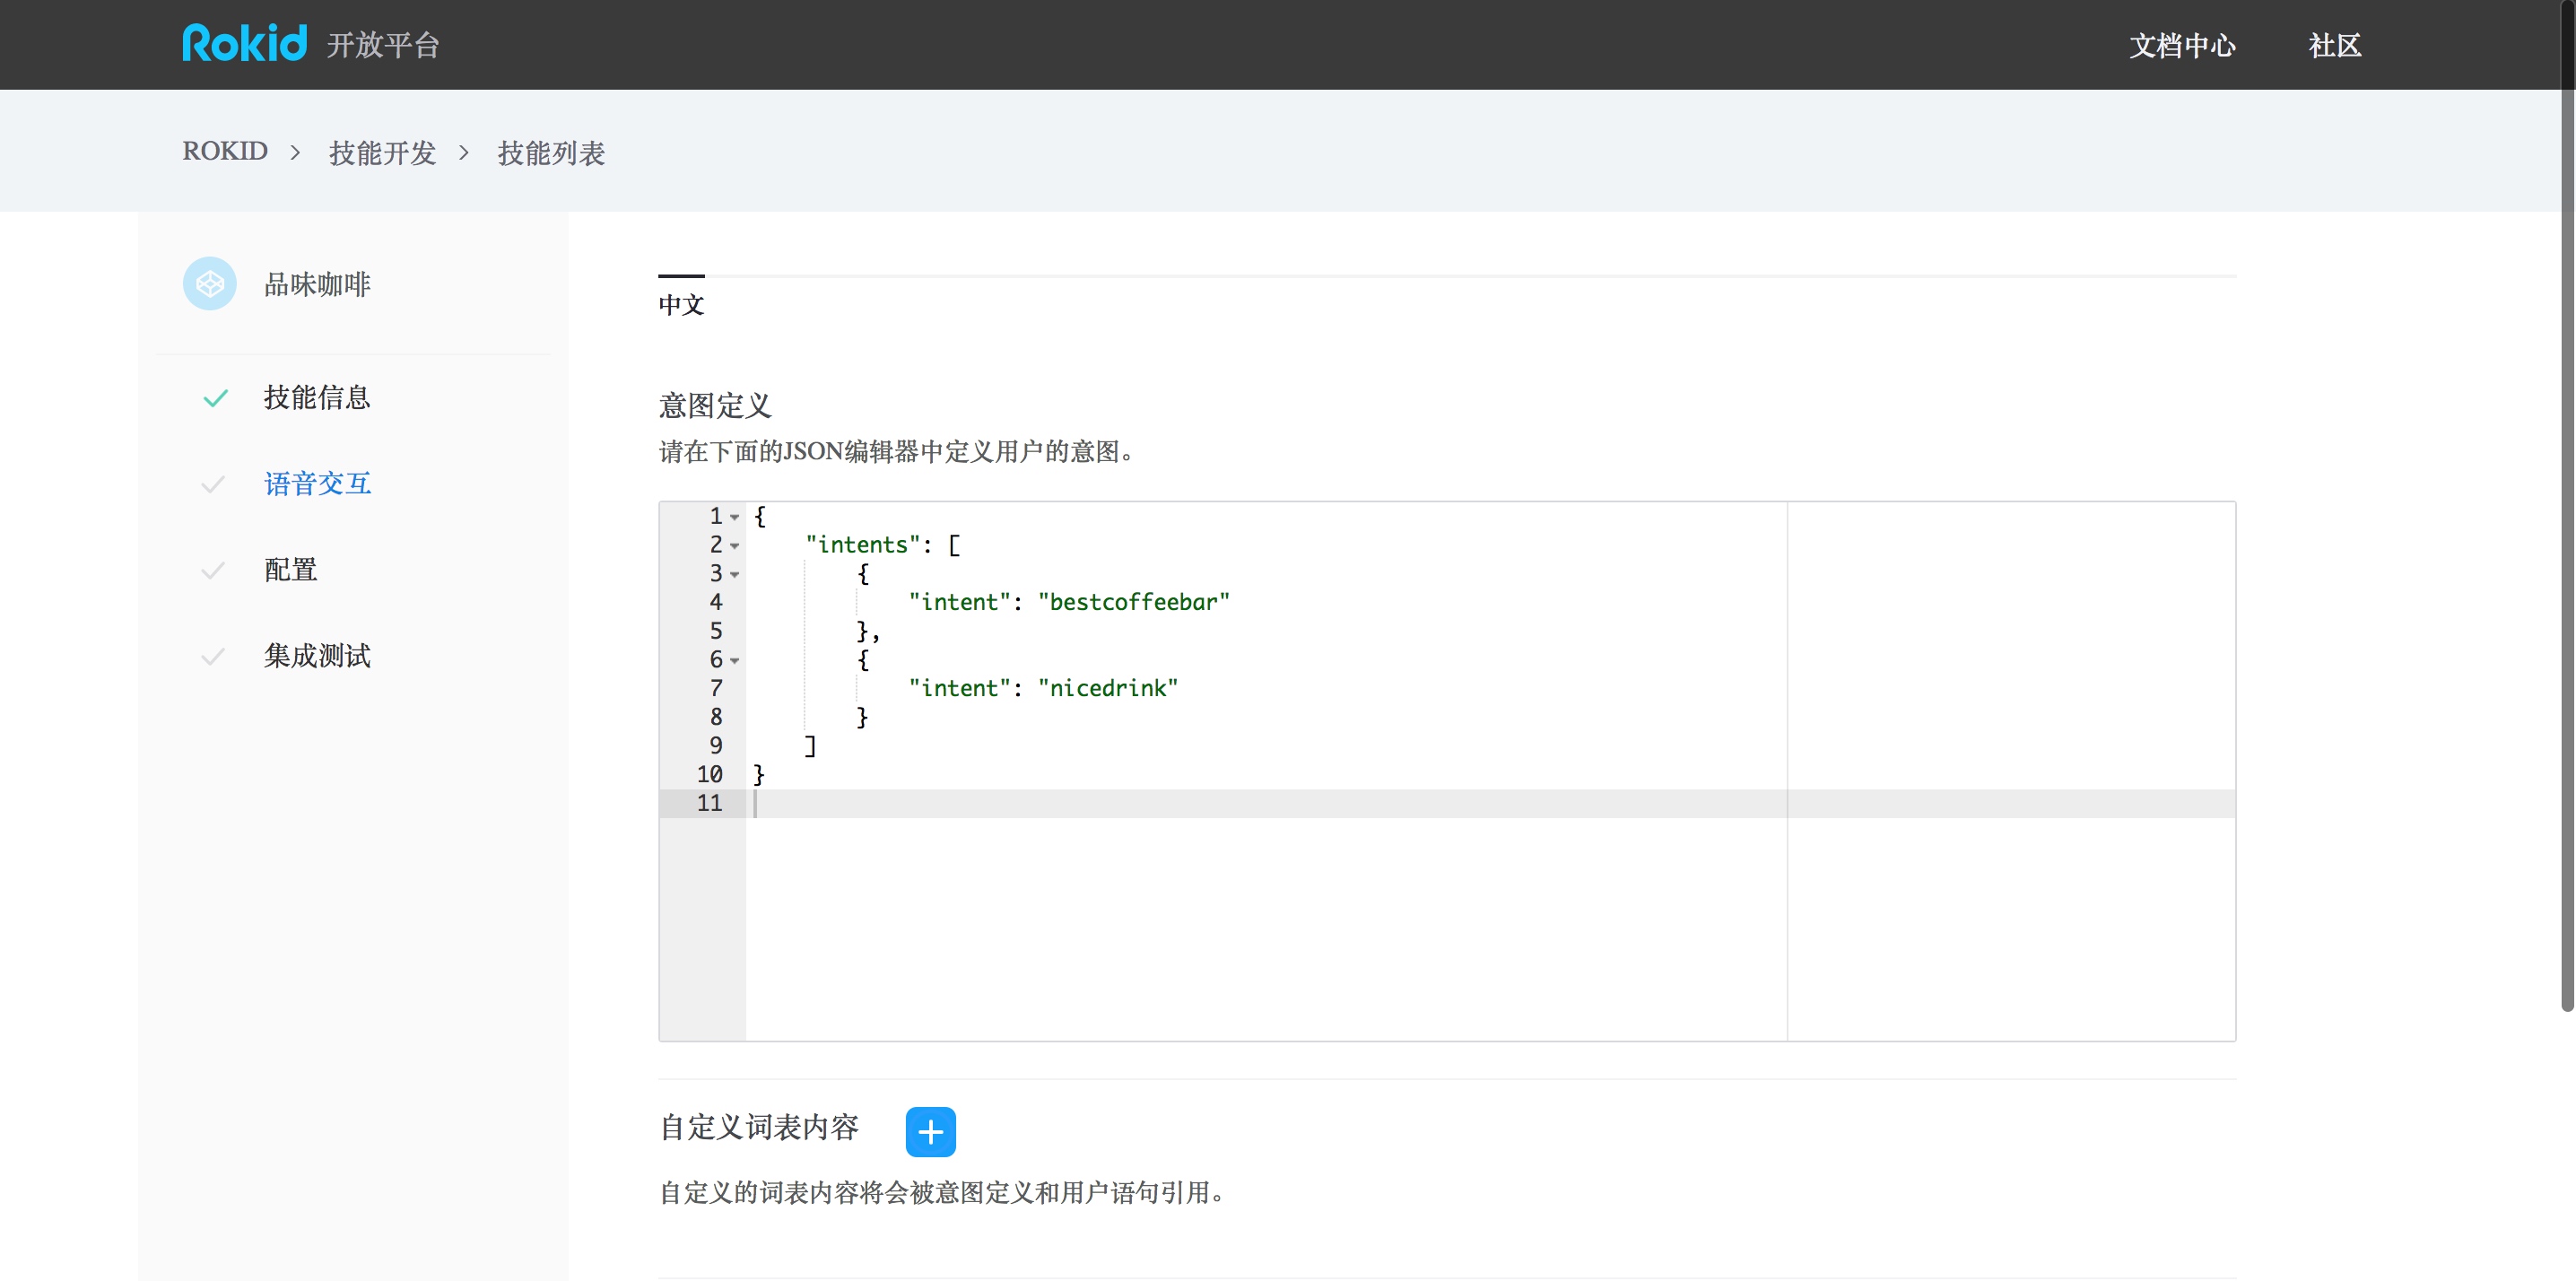 Rokid 开放平台 文档中心 社区
ROKID > 技能开发 > 技能列表
品味咖啡
技能信息
语音交互
配置
集成测试
中文
意图定义
请在下面的JSON编辑器中定义用户的意图。
1 {
2     "intents": [
3         {
4             "intent": "bestcoffeebar"
5         },
6         {
7             "intent": "nicedrink"
8         }
9     ]
10 }
11
自定义词表内容
自定义的词表内容将会被意图定义和用户语句引用。